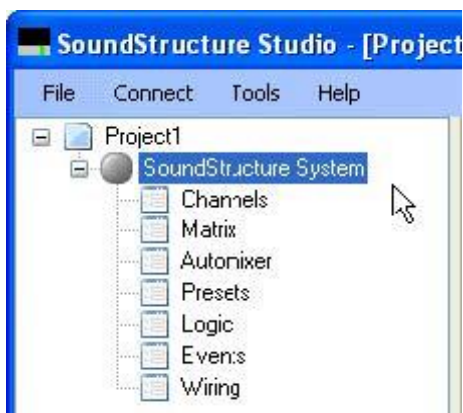 SoundStructure Studio - [Project
File Connect Tools Help
Project1
SoundStructure System
Channels
Matrix
Automixer
Presets
Logic
Events
Wiring